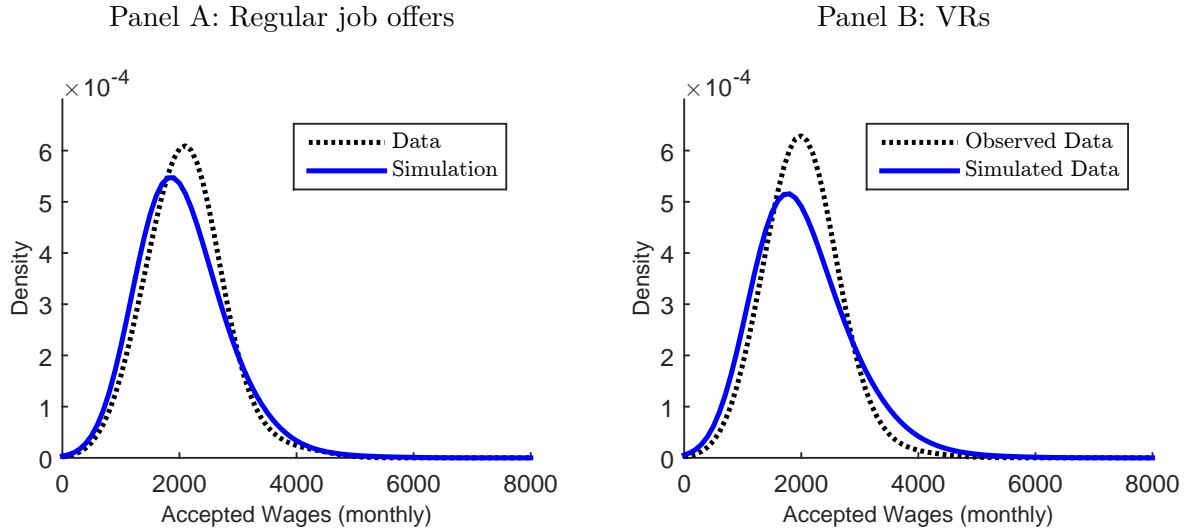 Panel A: Regular job offers
×10-4
Data
Simulation
6
5
4
3
2
1
0
Density
0 2000 4000 6000 8000
Accepted Wages (monthly)
Panel B: VRs
×10-4
Observed Data
Simulated Data
6
5
4
3
2
1
0
Density
0 2000 4000 6000 8000
Accepted Wages (monthly)